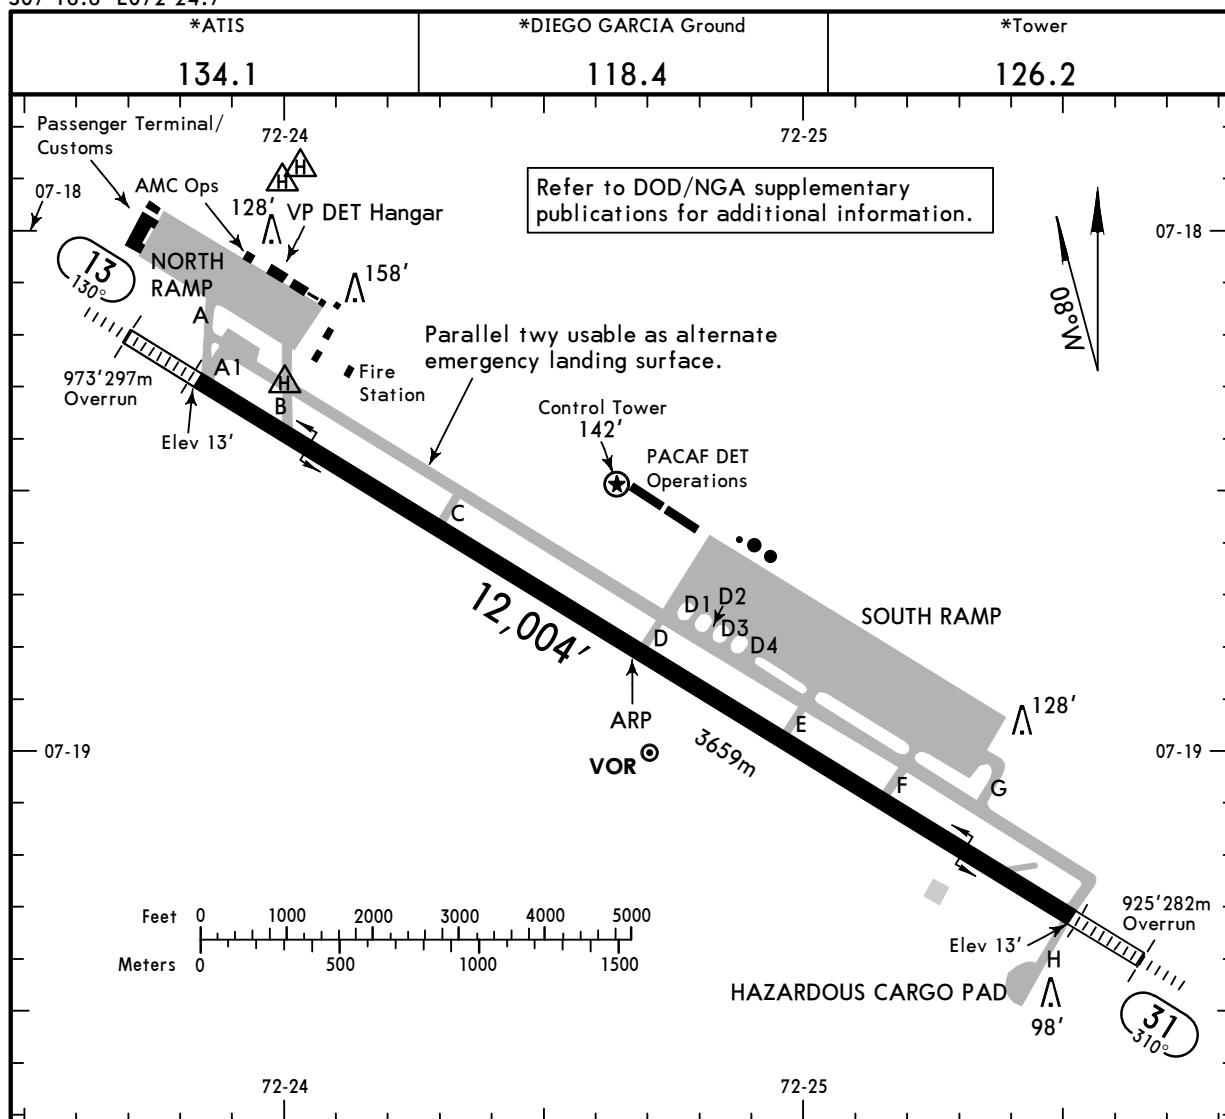 *ATIS
134.1
*DIEGO GARCIA Ground
118.4
*Tower
126.2
72-24
72-25
Passenger Terminal/
Customs
07-18
AMC Ops
128'
VP DET Hangar
H
H
Refer to DOD/NGA supplementary
publications for additional information.
07-18
08°W
13
130°
NORTH
RAMP
158'
A
A1
973'297m
Overrun
Elev 13'
H
B
Fire
Station
Parallel twy usable as alternate
emergency landing surface.
Control Tower
142'
PACAF DET
Operations
C
12,004'
D1
D2
D3
D4
D
SOUTH RAMP
ARP
VOR
3659m
E
128'
07-19
07-19
F
G
Feet 0 1000 2000 3000 4000 5000
Meters 0 500 1000 1500
925'282m
Overrun
Elev 13'
H
HAZARDOUS CARGO PAD
98'
31
310°
72-24
72-25